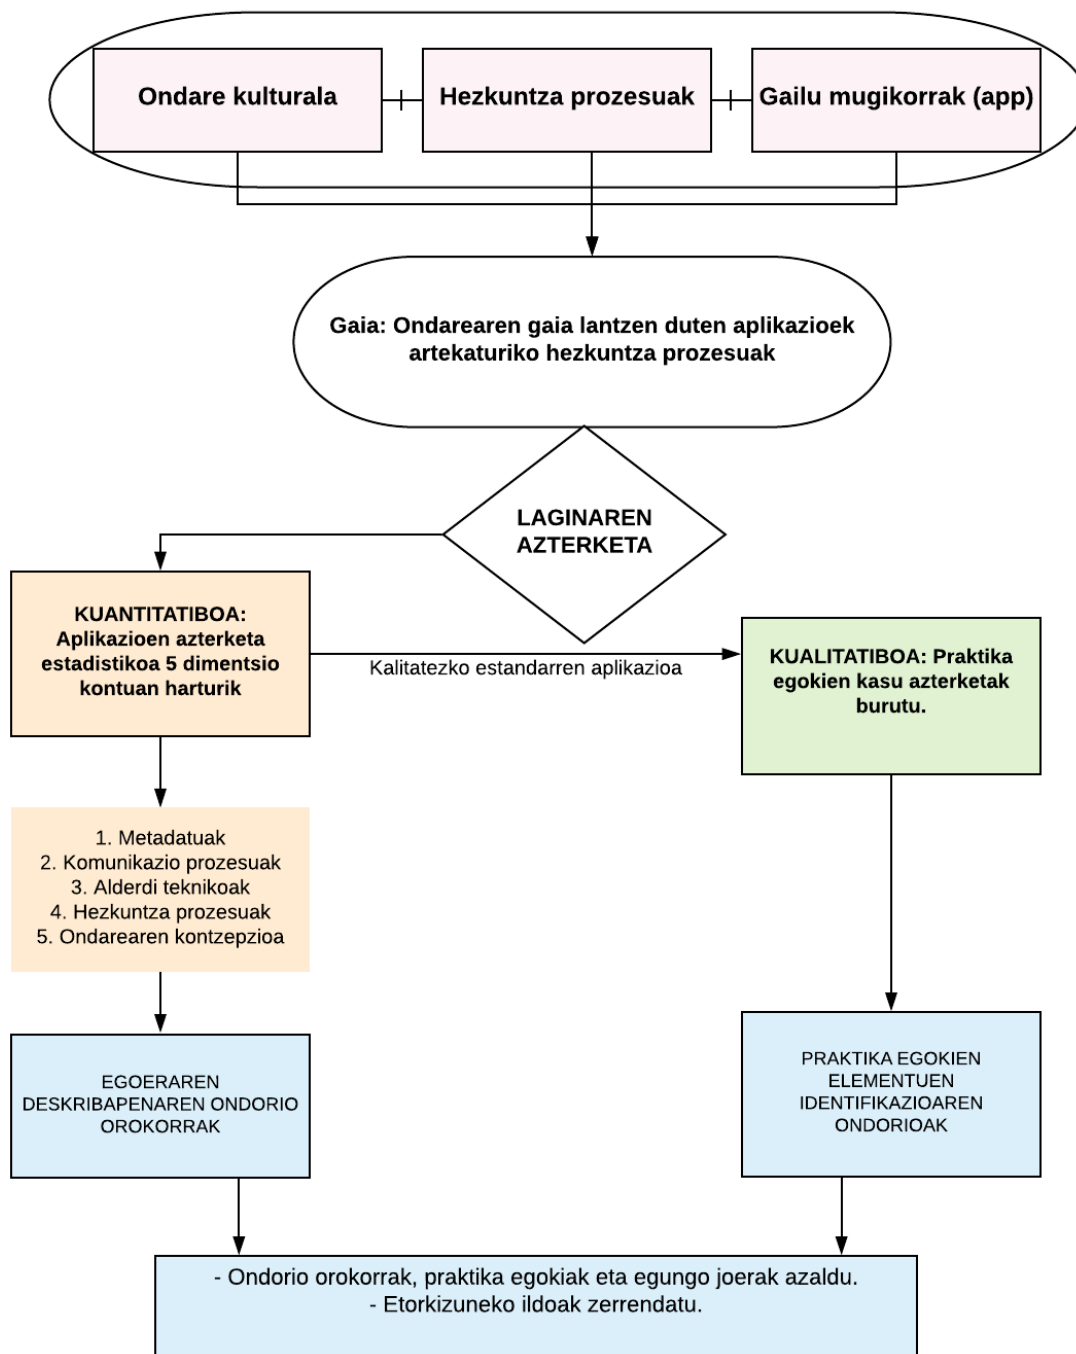 Ondare kulturala
Hezkuntza prozesuak
Gailu mugikorrak (app)
Gaia: Ondarearen gaia lantzen duten aplikazioek
artekaturiko hezkuntza prozesuak
LAGINAREN
AZTERKETA
KUANTITATIBOA:
Aplikazioen azterketa
estadistikoa 5 dimentsio
kontuan harturik
Kalitatezko estandarren aplikazioa
KUALITATIBOA: Praktika
egokien kasu azterketak
burutu.
1. Metadatuak
2. Komunikazio prozesuak
3. Alderdi teknikoak
4. Hezkuntza prozesuak
5. Ondarearen kontzepzioa
EGOERAREN
DESKRIBAPENAREN ONDORIO
OROKORRAK
PRAKTIKA EGOKIEN
ELEMENTUEN
IDENTIFIKAZIOAREN
ONDORIOAK
- Ondorio orokorrak, praktika egokiak eta egungo joerak azaldu.
- Etorkizuneko ildoak zerrendatu.